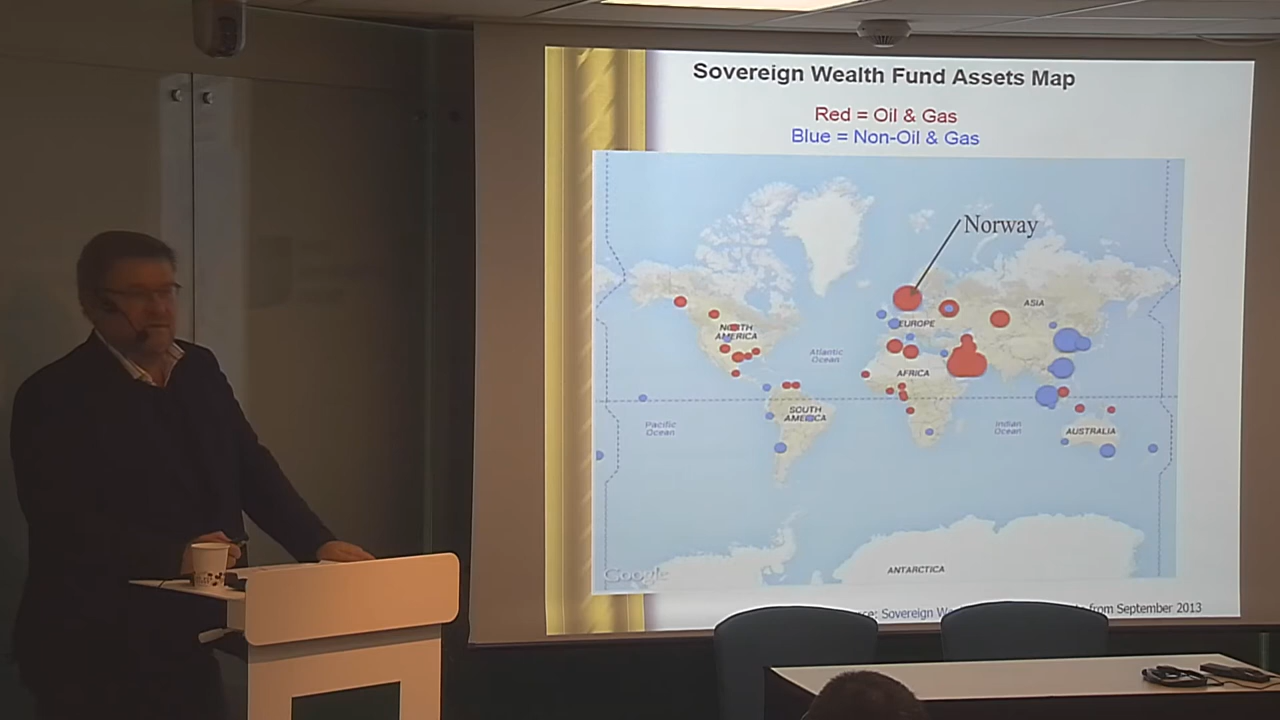 Sovereign Wealth Fund Assets Map
Red = Oil & Gas
Blue = Non-Oil & Gas
Norway
ASIA
EUROPE
NORTH
AMERICA
Atlantic
Ocean
AFRICA
SOUTH
AMERICA
Pacific
Ocean
Indian
Ocean
AUSTRALIA
ANTARCTICA
Google
Sovereign
from September 2013